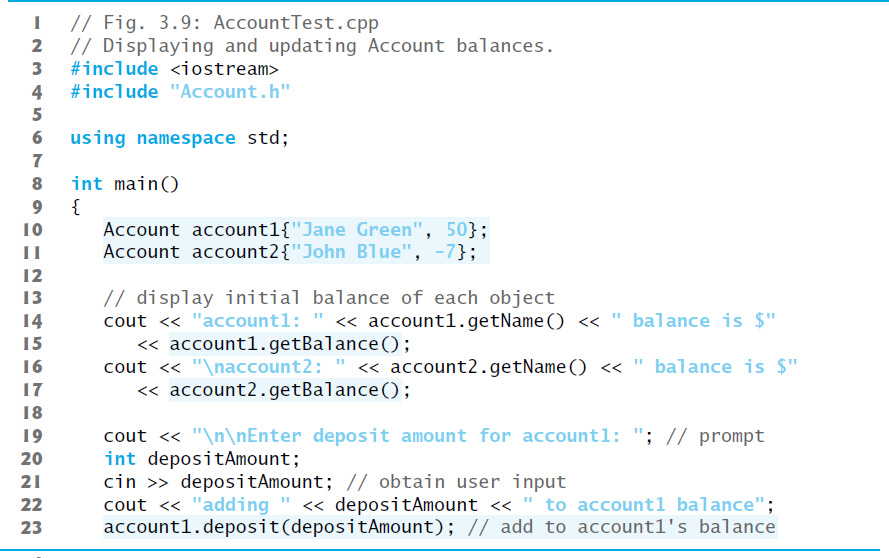 1 // Fig. 3.9: AccountTest.cpp
2 // Displaying and updating Account balances.
3 #include <iostream>
4 #include "Account.h"
5
6 using namespace std;
7
8 int main()
9 {
10 Account account1{"Jane Green", 50};
11 Account account2{"John Blue", -7};
12
13 // display initial balance of each object
14 cout << "account1: " << account1.getName() << " balance is $"
15 << account1.getBalance();
16 cout << "\naccount2: " << account2.getName() << " balance is $"
17 << account2.getBalance();
18
19 cout << "\n\nEnter deposit amount for account1: "; // prompt
20 int depositAmount;
21 cin >> depositAmount; // obtain user input
22 cout << "adding " << depositAmount << " to account1 balance";
23 account1.deposit(depositAmount); // add to account1's balance